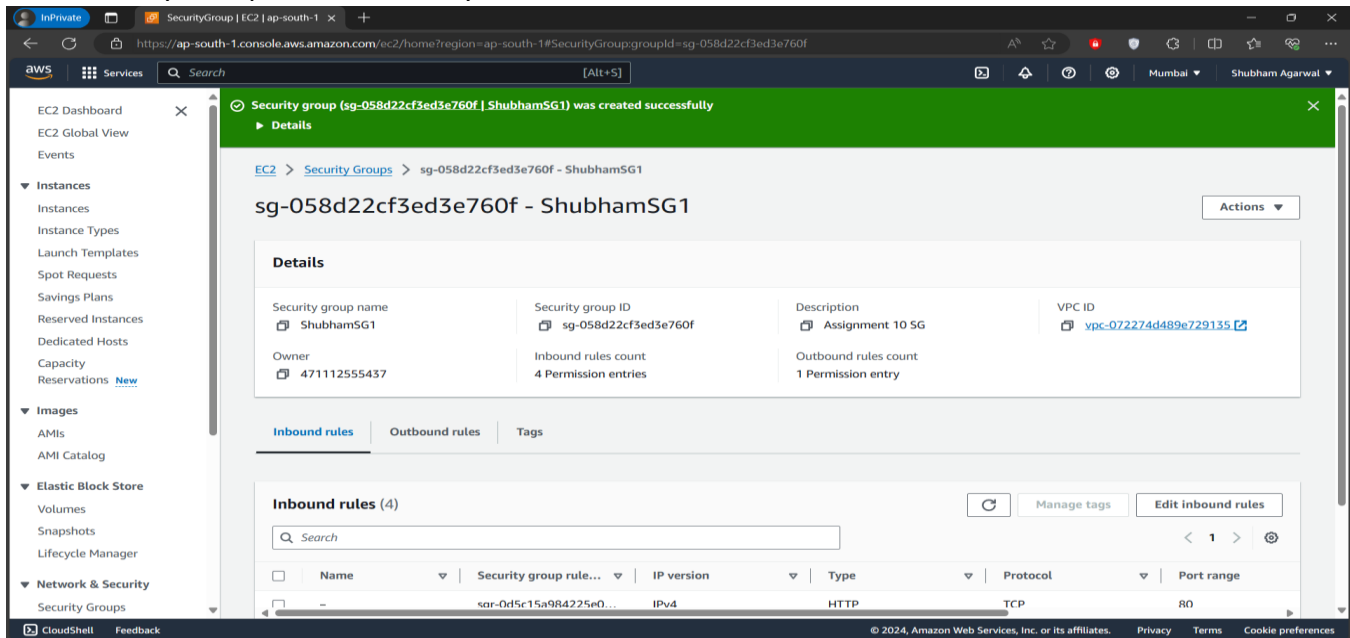 InPrivate
SecurityGroup | EC2 | ap-south-1
https://ap-south-1.console.aws.amazon.com/ec2/home?region=ap-south-1#SecurityGroup:groupId=sg-058d22cf3ed3e760f
aws Services Search [Alt+S] Mumbai ▼ Shubham Agarwal ▼
EC2 Dashboard
EC2 Global View
Events
Instances
Instances
Instance Types
Launch Templates
Spot Requests
Savings Plans
Reserved Instances
Dedicated Hosts
Capacity
Reservations New
Images
AMIs
AMI Catalog
Elastic Block Store
Volumes
Snapshots
Lifecycle Manager
Network & Security
Security Groups
Security group (sg-058d22cf3ed3e760f | ShubhamSG1) was created successfully
Details
EC2 > Security Groups > sg-058d22cf3ed3e760f - ShubhamSG1
sg-058d22cf3ed3e760f - ShubhamSG1
Actions ▼
Details
Security group name Security group ID Description VPC ID
ShubhamSG1 sg-058d22cf3ed3e760f Assignment 10 SG vpc-072274d489e729135
Owner Inbound rules count Outbound rules count
471112555437 4 Permission entries 1 Permission entry
Inbound rules Outbound rules Tags
Inbound rules (4) Manage tags Edit inbound rules
Search < 1 >
Name Security group rule... IP version Type Protocol Port range
– sgr-0d5c15a984225e0... IPv4 HTTP TCP 80
CloudShell Feedback © 2024, Amazon Web Services, Inc. or its affiliates. Privacy Terms Cookie preferences